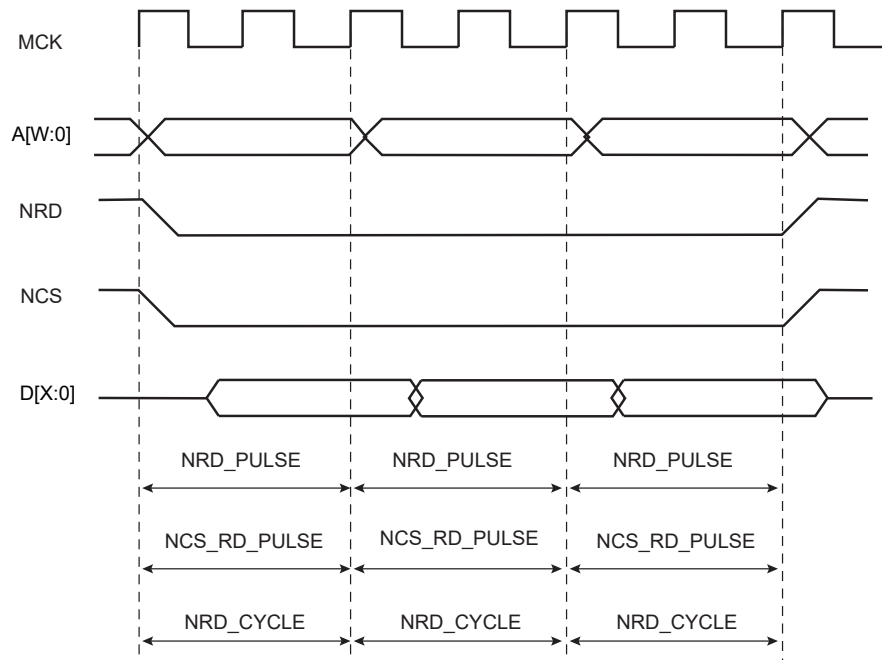 MCK
A[W:0]
NRD
NCS
D[X:0]
NRD_PULSE NRD_PULSE NRD_PULSE
NCS_RD_PULSE NCS_RD_PULSE NCS_RD_PULSE
NRD_CYCLE NRD_CYCLE NRD_CYCLE